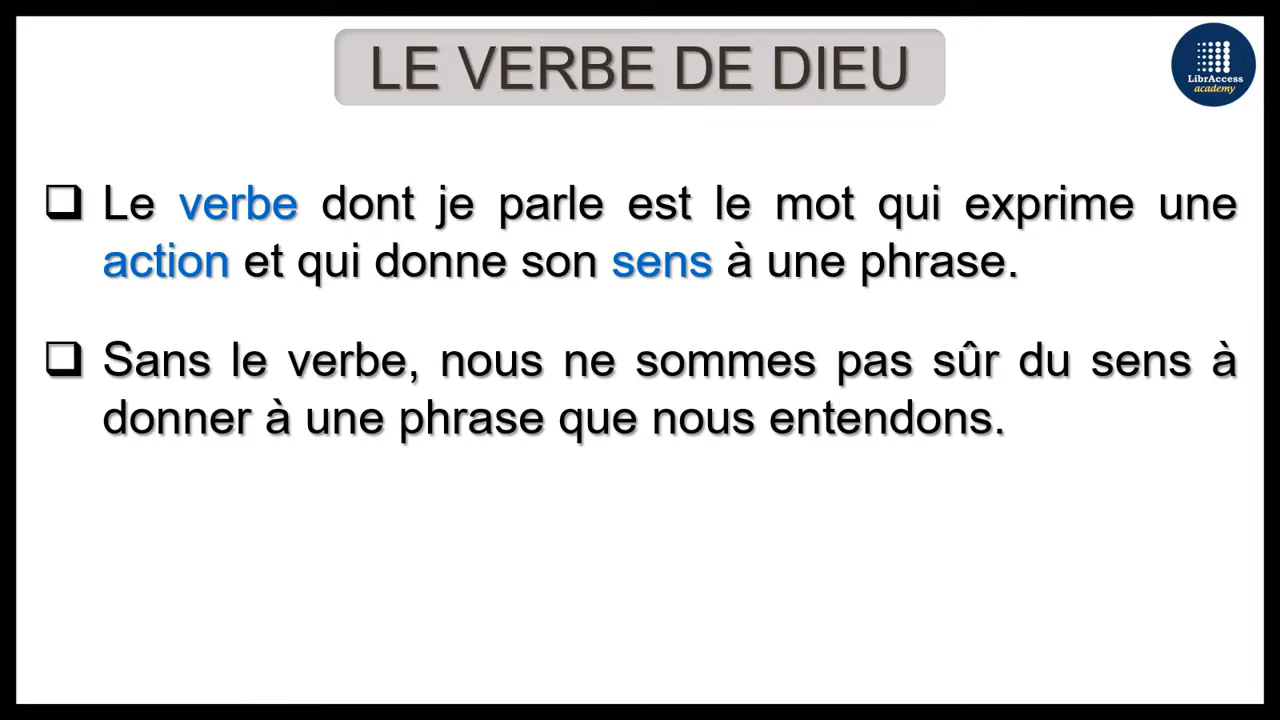 LE VERBE DE DIEU
LibrAccess
academy
Le verbe dont je parle est le mot qui exprime une
action et qui donne son sens à une phrase.
Sans le verbe, nous ne sommes pas sûr du sens à
donner à une phrase que nous entendons.